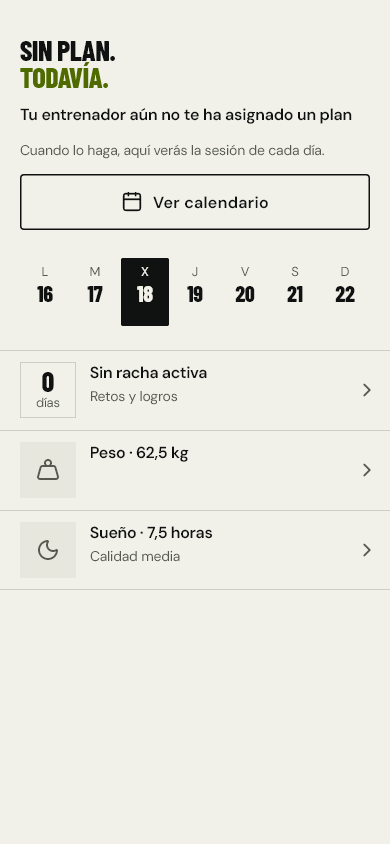 SIN PLAN.
TODAVÍA.
Tu entrenador aún no te ha asignado un plan
Cuando lo haga, aquí verás la sesión de cada día.
Ver calendario
L M X J V S D
16 17 18 19 20 21 22
0
días
Sin racha activa
Retos y logros
Peso · 62,5 kg
Sueño · 7,5 horas
Calidad media